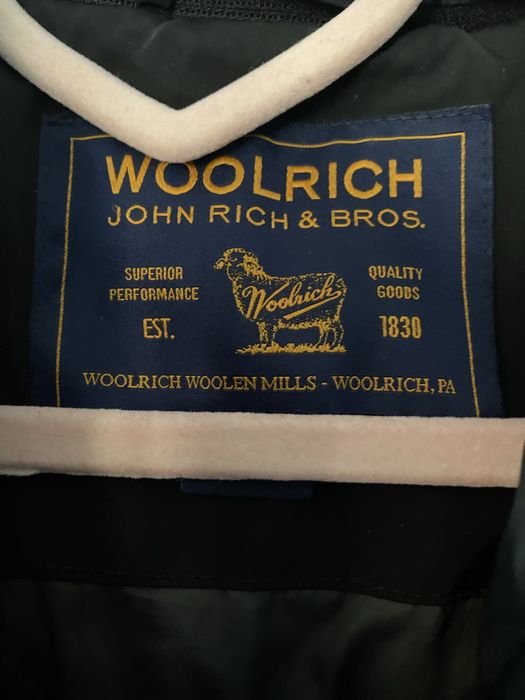 WOOLRICH
JOHN RICH & BROS.
SUPERIOR
PERFORMANCE
EST.
Woolrich
QUALITY
GOODS
1830
WOOLRICH WOOLEN MILLS - WOOLRICH, PA